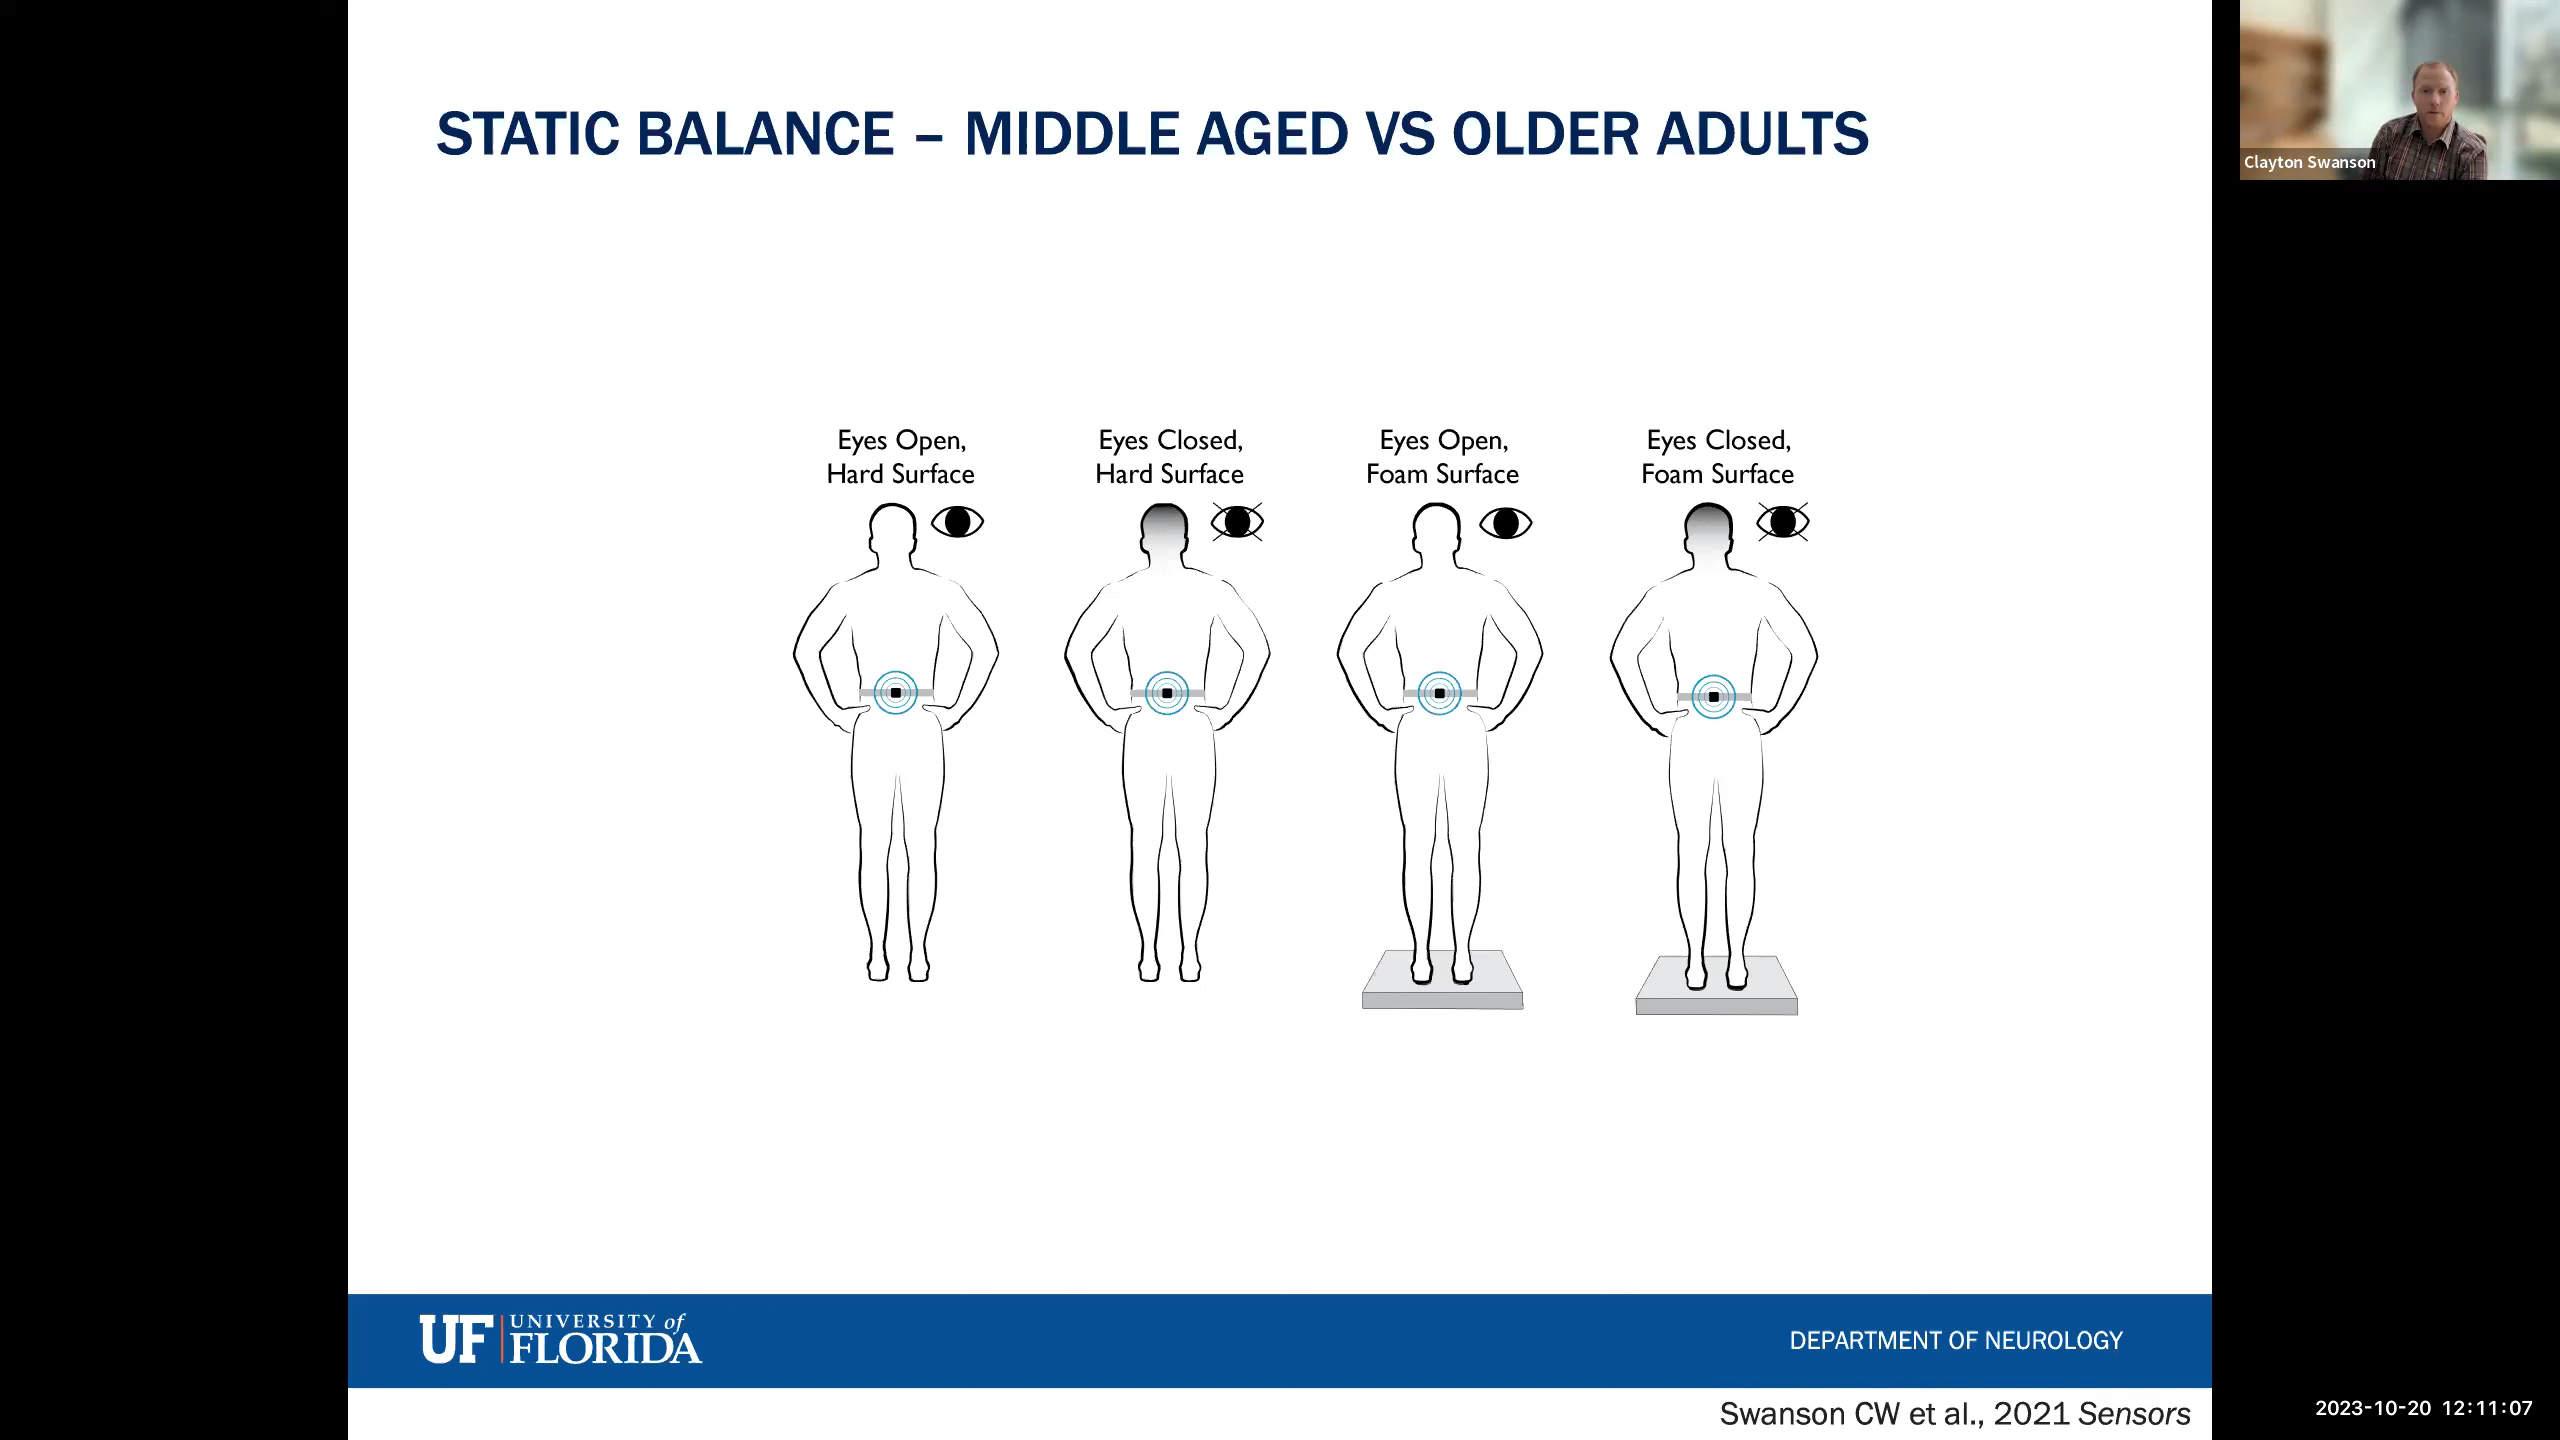 STATIC BALANCE – MIDDLE AGED VS OLDER ADULTS
Clayton Swanson
Eyes Open,
Hard Surface
Eyes Closed,
Hard Surface
Eyes Open,
Foam Surface
Eyes Closed,
Foam Surface
UF UNIVERSITY of
FLORIDA
DEPARTMENT OF NEUROLOGY
Swanson CW et al., 2021 Sensors
2023-10-20 12:11:07